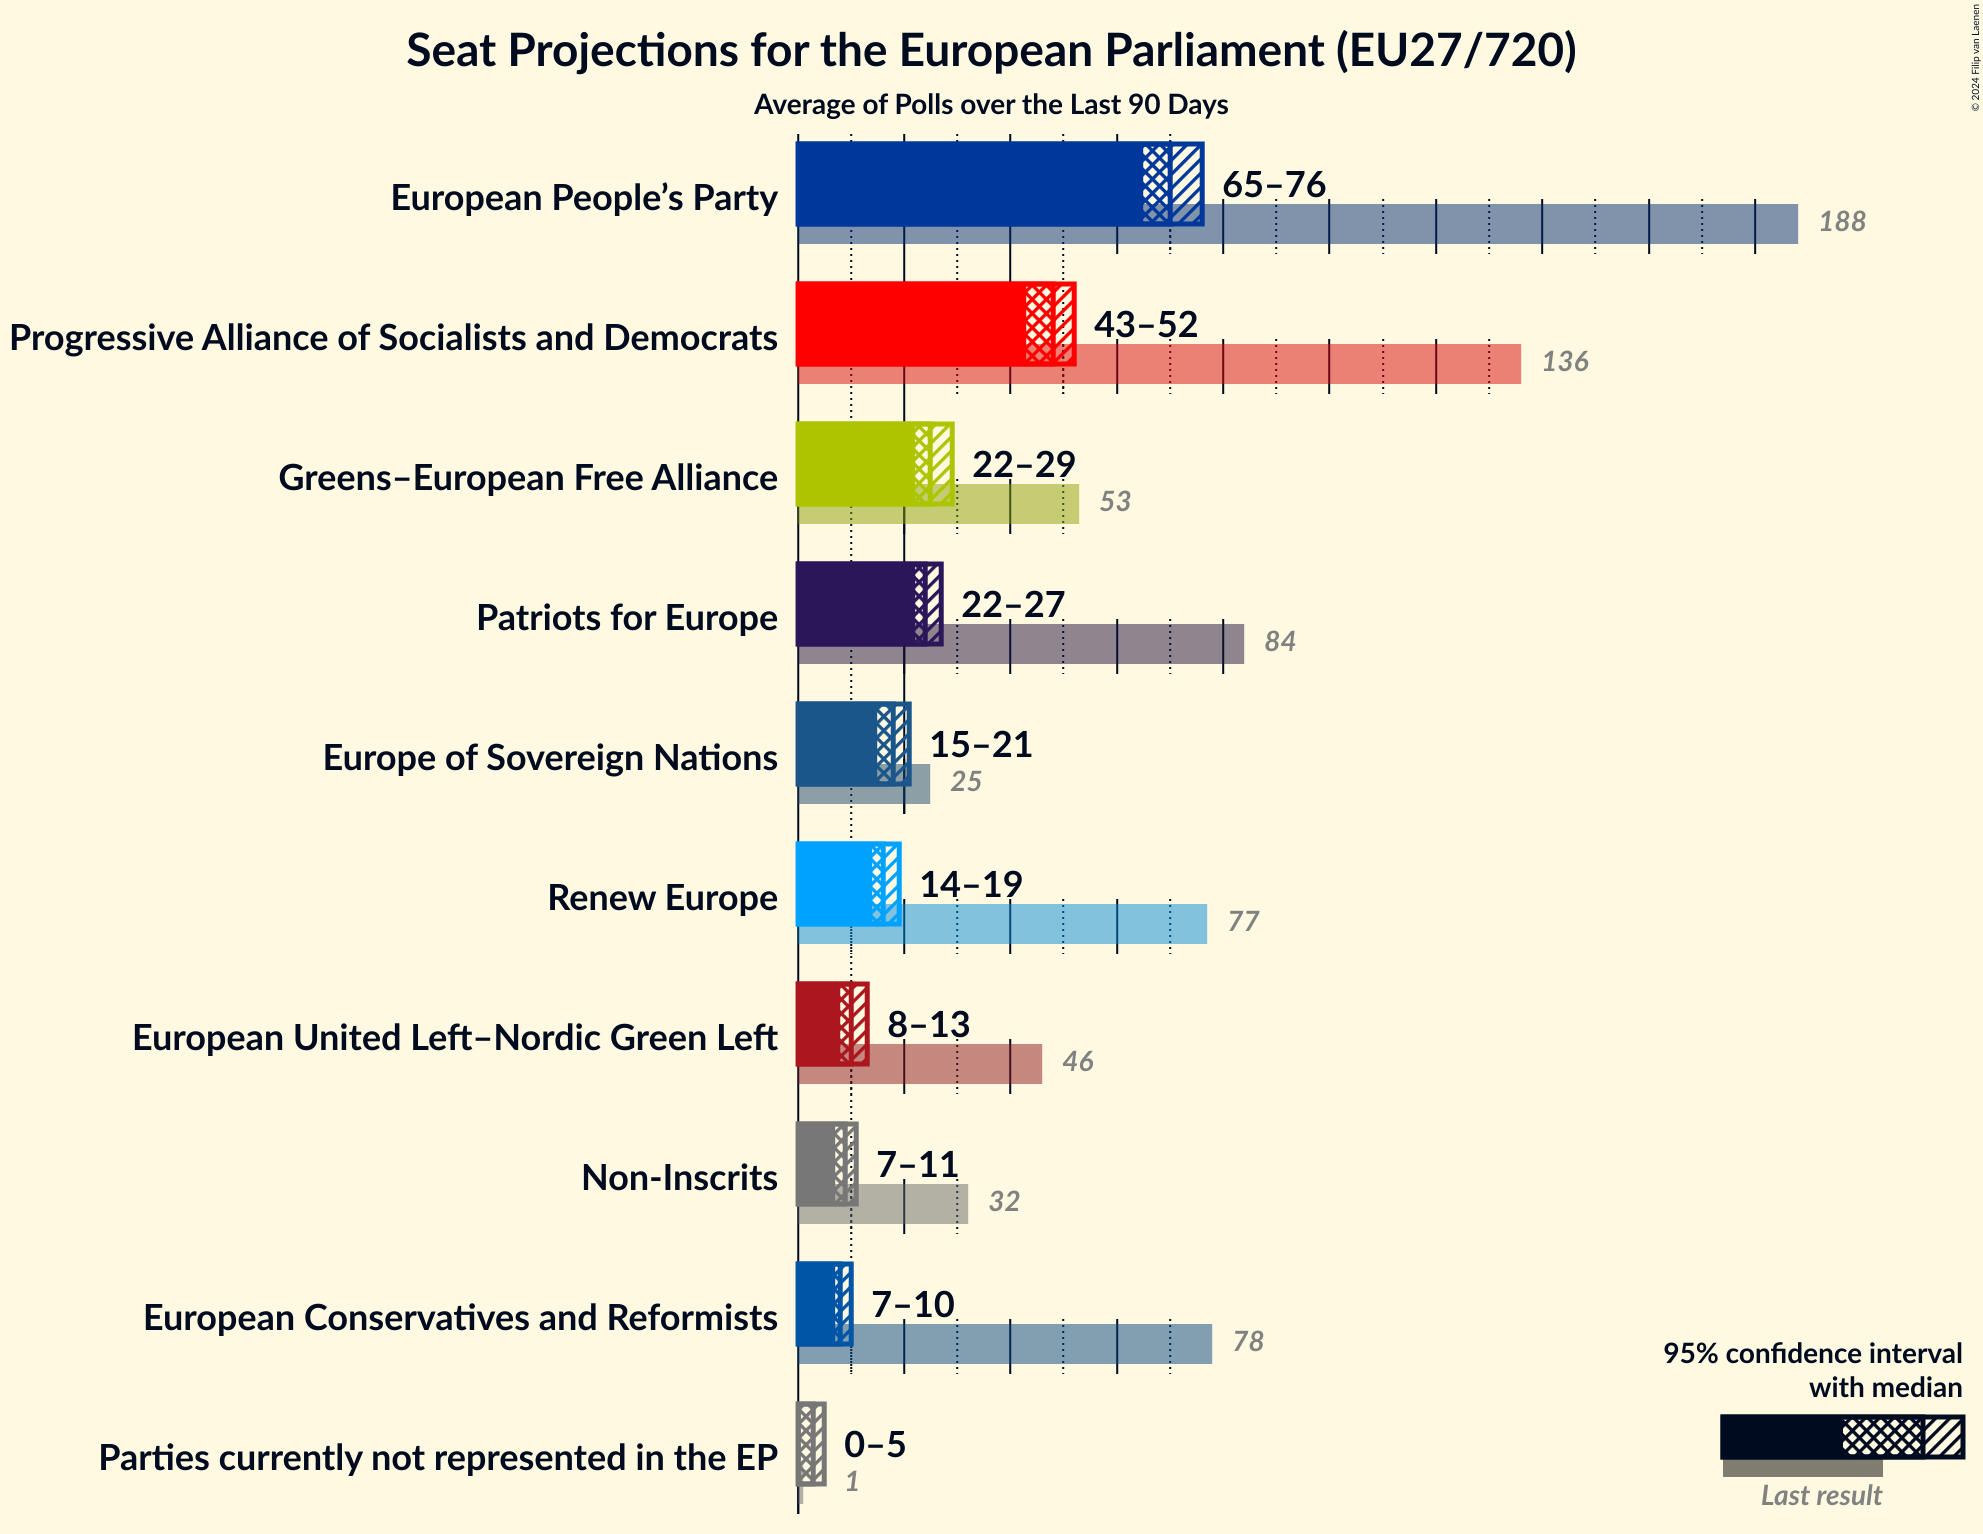 Seat Projections for the European Parliament (EU27/720)
Average of Polls over the Last 90 Days
© 2024 Filip van Laenen
European People’s Party
65–76
188
Progressive Alliance of Socialists and Democrats
43–52
136
Greens–European Free Alliance
22–29
53
Patriots for Europe
22–27
84
Europe of Sovereign Nations
15–21
25
Renew Europe
14–19
77
European United Left–Nordic Green Left
8–13
46
Non-Inscrits
7–11
32
European Conservatives and Reformists
7–10
78
Parties currently not represented in the EP
0–5
1
95% confidence interval
with median
Last result